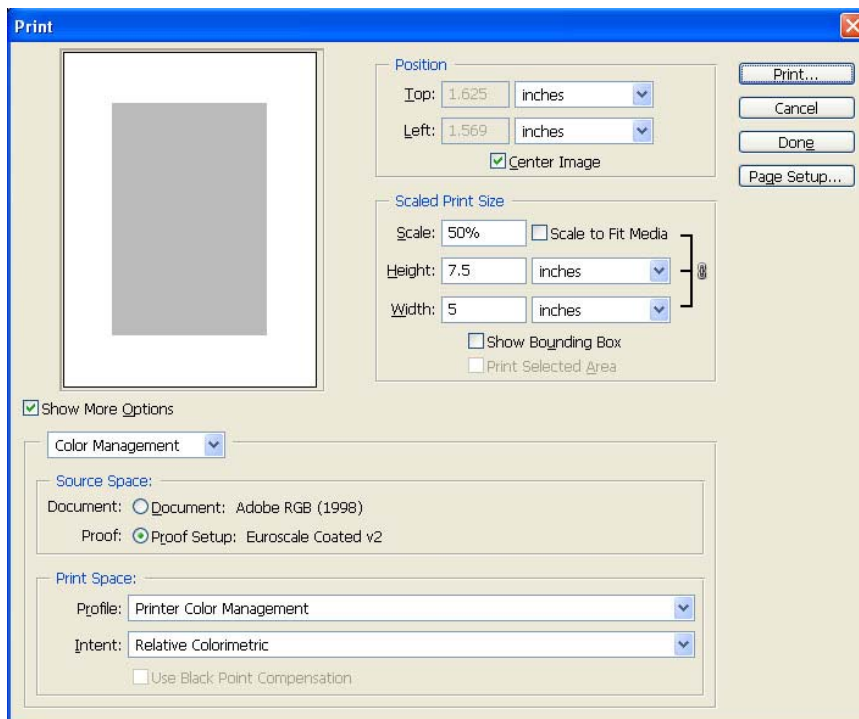 Print
Position
Top: 1.625 inches
Left: 1.569 inches
Center Image
Print...
Cancel
Done
Page Setup...
Scaled Print Size
Scale: 50% Scale to Fit Media
Height: 7.5 inches
Width: 5 inches
Show Bounding Box
Print Selected Area
Show More Options
Color Management
Source Space:
Document: Document: Adobe RGB (1998)
Proof: Proof Setup: Euroscale Coated v2
Print Space:
Profile: Printer Color Management
Intent: Relative Colorimetric
Use Black Point Compensation